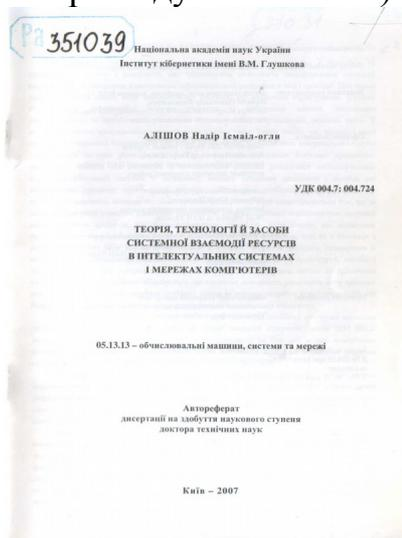 Ра 351039
Національна академія наук України
Інститут кібернетики імені В.М. Глушкова
АЛІШОВ Надір Ісмаіл-огли
УДК 004.7: 004.724
ТЕОРІЯ, ТЕХНОЛОГІЇ Й ЗАСОБИ
СИСТЕМНОЇ ВЗАЄМОДІЇ РЕСУРСІВ
В ІНТЕЛЕКТУАЛЬНИХ СИСТЕМАХ
І МЕРЕЖАХ КОМП'ЮТЕРІВ
05.13.13 – обчислювальні машини, системи та мережі
Автореферат
дисертації на здобуття наукового ступеня
доктора технічних наук
Київ – 2007